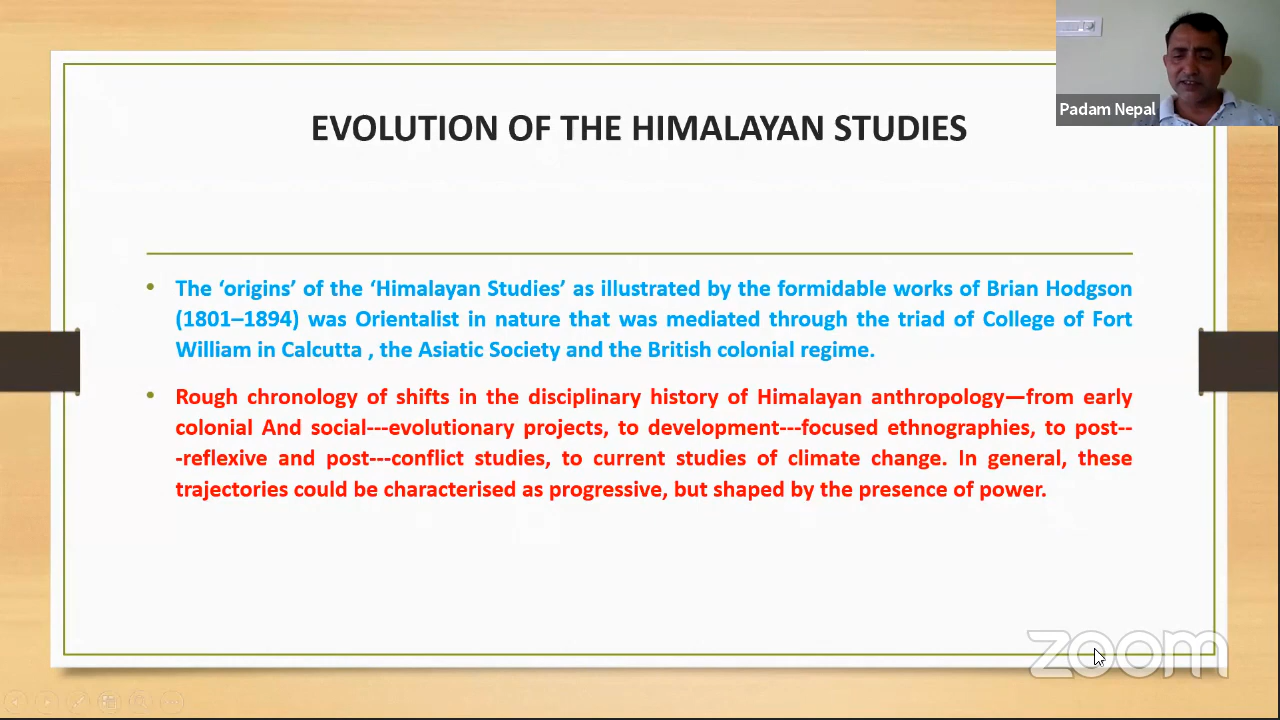 Padam Nepal
EVOLUTION OF THE HIMALAYAN STUDIES
• The ‘origins’ of the ‘Himalayan Studies’ as illustrated by the formidable works of Brian Hodgson
(1801–1894) was Orientalist in nature that was mediated through the triad of College of Fort
William in Calcutta , the Asiatic Society and the British colonial regime.
• Rough chronology of shifts in the disciplinary history of Himalayan anthropology—from early
colonial And social---evolutionary projects, to development---focused ethnographies, to post--
-reflexive and post---conflict studies, to current studies of climate change. In general, these
trajectories could be characterised as progressive, but shaped by the presence of power.
zoom